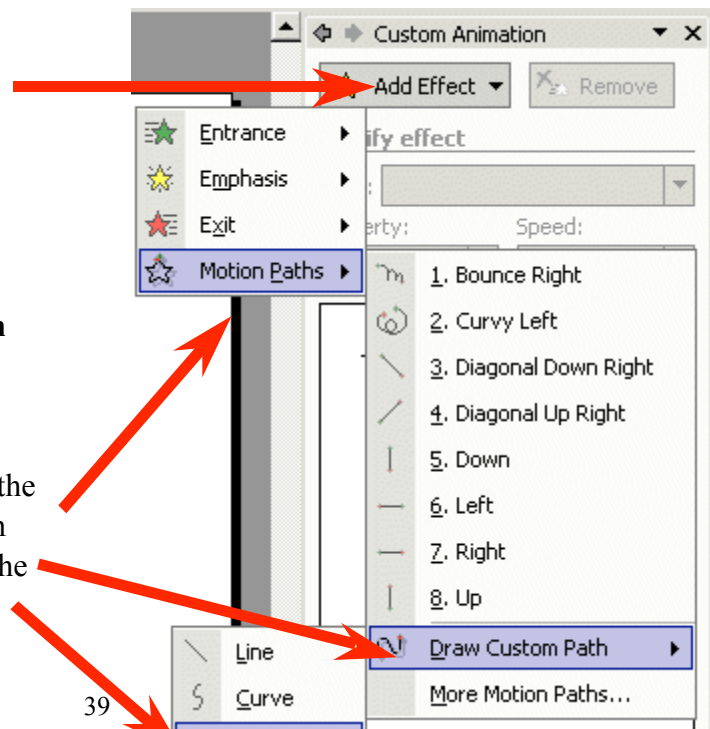 Custom Animation
Add Effect
Remove
Entrance
ify effect
Emphasis
:
Exit
erty:
Speed:
Motion Paths
1. Bounce Right
2. Curvy Left
n
3. Diagonal Down Right
4. Diagonal Up Right
5. Down
the
6. Left
n
7. Right
he
8. Up
Draw Custom Path
Line
More Motion Paths...
Curve
39